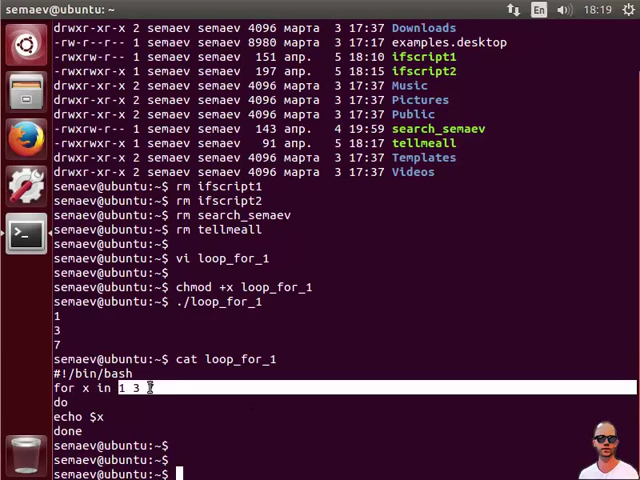 semaev@ubuntu: ~
En
18:19
drwxr-xr-x 2 semaev semaev 4096 марта 3 17:37 Downloads
-rw-r--r-- 1 semaev semaev 8980 марта 3 17:17 examples.desktop
-rwxrw-r-- 1 semaev semaev 151 апр. 5 18:10 ifscript1
-rwxrwxr-x 1 semaev semaev 197 апр. 5 18:15 ifscript2
drwxr-xr-x 2 semaev semaev 4096 марта 3 17:37 Music
drwxr-xr-x 2 semaev semaev 4096 марта 3 17:37 Pictures
drwxr-xr-x 2 semaev semaev 4096 марта 3 17:37 Public
-rwxrw-r-- 1 semaev semaev 143 апр. 4 19:59 search_semaev
-rwxrwxr-x 1 semaev semaev 91 апр. 5 18:17 tellmeall
drwxr-xr-x 2 semaev semaev 4096 марта 3 17:37 Templates
drwxr-xr-x 2 semaev semaev 4096 марта 3 17:37 Videos
semaev@ubuntu:~$ rm ifscript1
semaev@ubuntu:~$ rm ifscript2
semaev@ubuntu:~$ rm search_semaev
semaev@ubuntu:~$ rm tellmeall
semaev@ubuntu:~$
semaev@ubuntu:~$ vi loop_for_1
semaev@ubuntu:~$
semaev@ubuntu:~$ chmod +x loop_for_1
semaev@ubuntu:~$ ./loop_for_1
1
3
7
semaev@ubuntu:~$ cat loop_for_1
#!/bin/bash
for x in 1 3
do
echo $x
done
semaev@ubuntu:~$
semaev@ubuntu:~$
semaev@ubuntu:~$